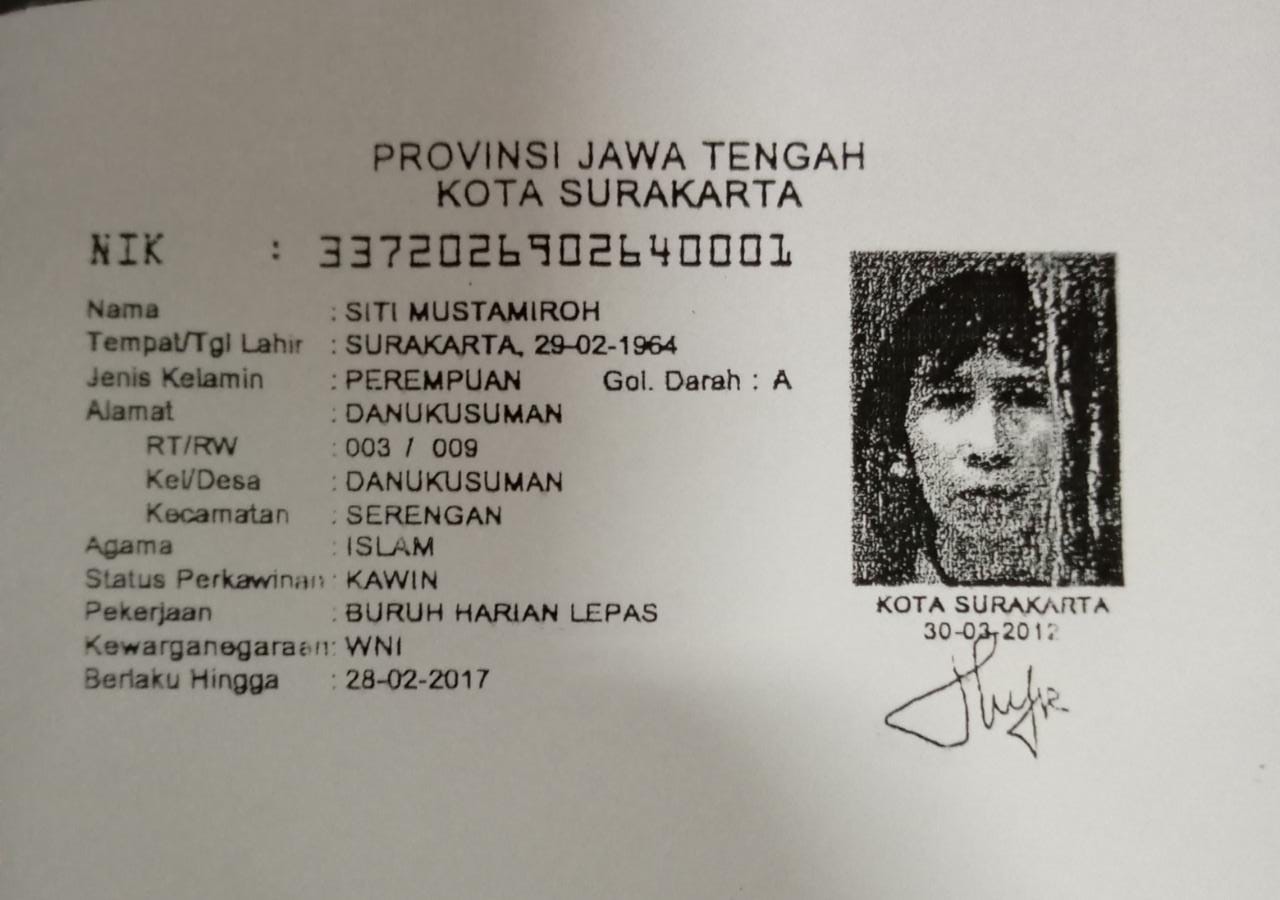 PROVINSI JAWA TENGAH
KOTA SURAKARTA
NIK : 3372026902640001
Nama : SITI MUSTAMIROH
Tempat/Tgl Lahir : SURAKARTA, 29-02-1964
Jenis Kelamin : PEREMPUAN Gol. Darah : A
Alamat : DANUKUSUMAN
RT/RW : 003 / 009
Kel/Desa : DANUKUSUMAN
Kecamatan : SERENGAN
Agama : ISLAM
Status Perkawinan : KAWIN
Pekerjaan : BURUH HARIAN LEPAS
Kewarganegaraan : WNI
Berlaku Hingga : 28-02-2017
KOTA SURAKARTA
30-03-2012